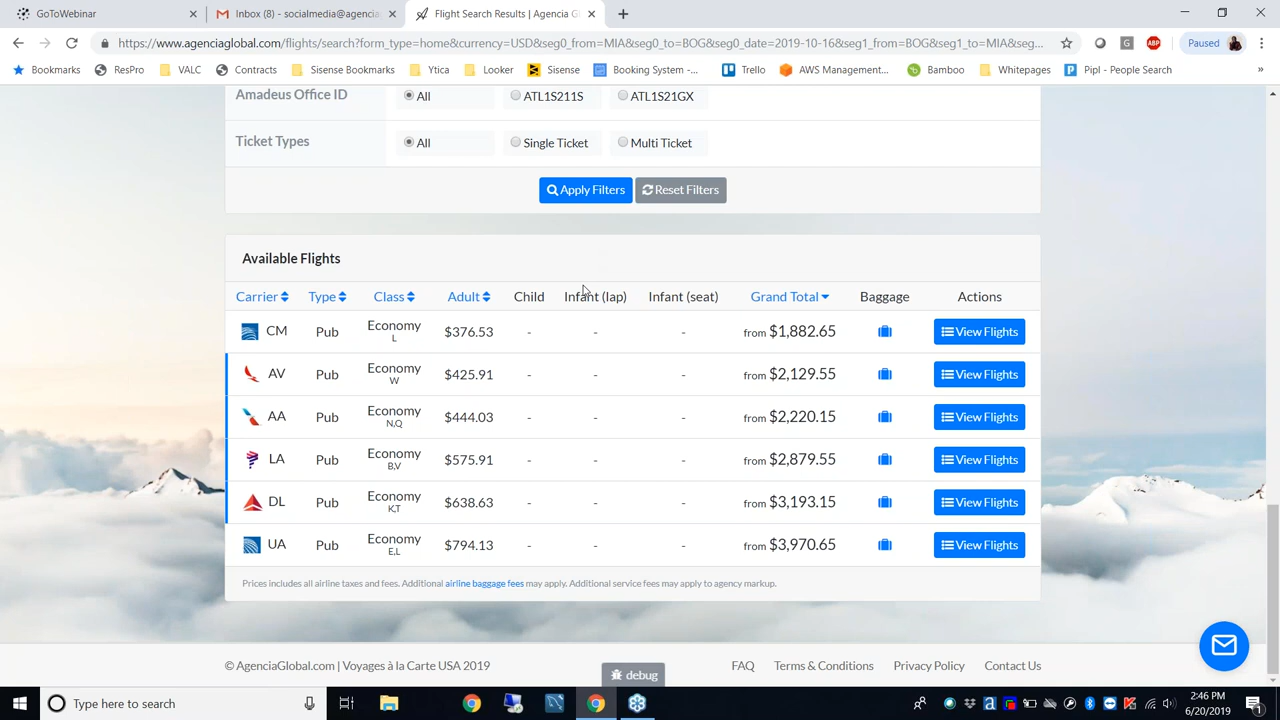 GoToWebinar
Inbox (8) - socialmedia@agencia
Flight Search Results | Agencia G
https://www.agenciaglobal.com/flights/search?form_type=home&currency=USD&seg0_from=MIA&seg0_to=BOG&seg0_date=2019-10-16&seg1_from=BOG&seg1_to=MIA&seg...
G
ABP
Paused
Bookmarks
ResPro
VALC
Contracts
Sisense Bookmarks
Ytica
Looker
Sisense
Booking System -...
Trello
AWS Management...
Bamboo
Whitepages
Pipl - People Search
»
Amadeus Office ID
All
ATL1S211S
ATL1S21GX
Ticket Types
All
Single Ticket
Multi Ticket
Apply Filters
Reset Filters
Available Flights
Carrier Type Class Adult Child Infant (lap) Infant (seat) Grand Total Baggage Actions
CM Pub Economy L $376.53 - - - from $1,882.65 View Flights
AV Pub Economy W $425.91 - - - from $2,129.55 View Flights
AA Pub Economy N,Q $444.03 - - - from $2,220.15 View Flights
LA Pub Economy B,V $575.91 - - - from $2,879.55 View Flights
DL Pub Economy K,T $638.63 - - - from $3,193.15 View Flights
UA Pub Economy E,L $794.13 - - - from $3,970.65 View Flights
Prices includes all airline taxes and fees. Additional airline baggage fees may apply. Additional service fees may apply to agency markup.
© AgenciaGlobal.com | Voyages à la Carte USA 2019
FAQ
Terms & Conditions
Privacy Policy
Contact Us
debug
Type here to search
2:46 PM
6/20/2019